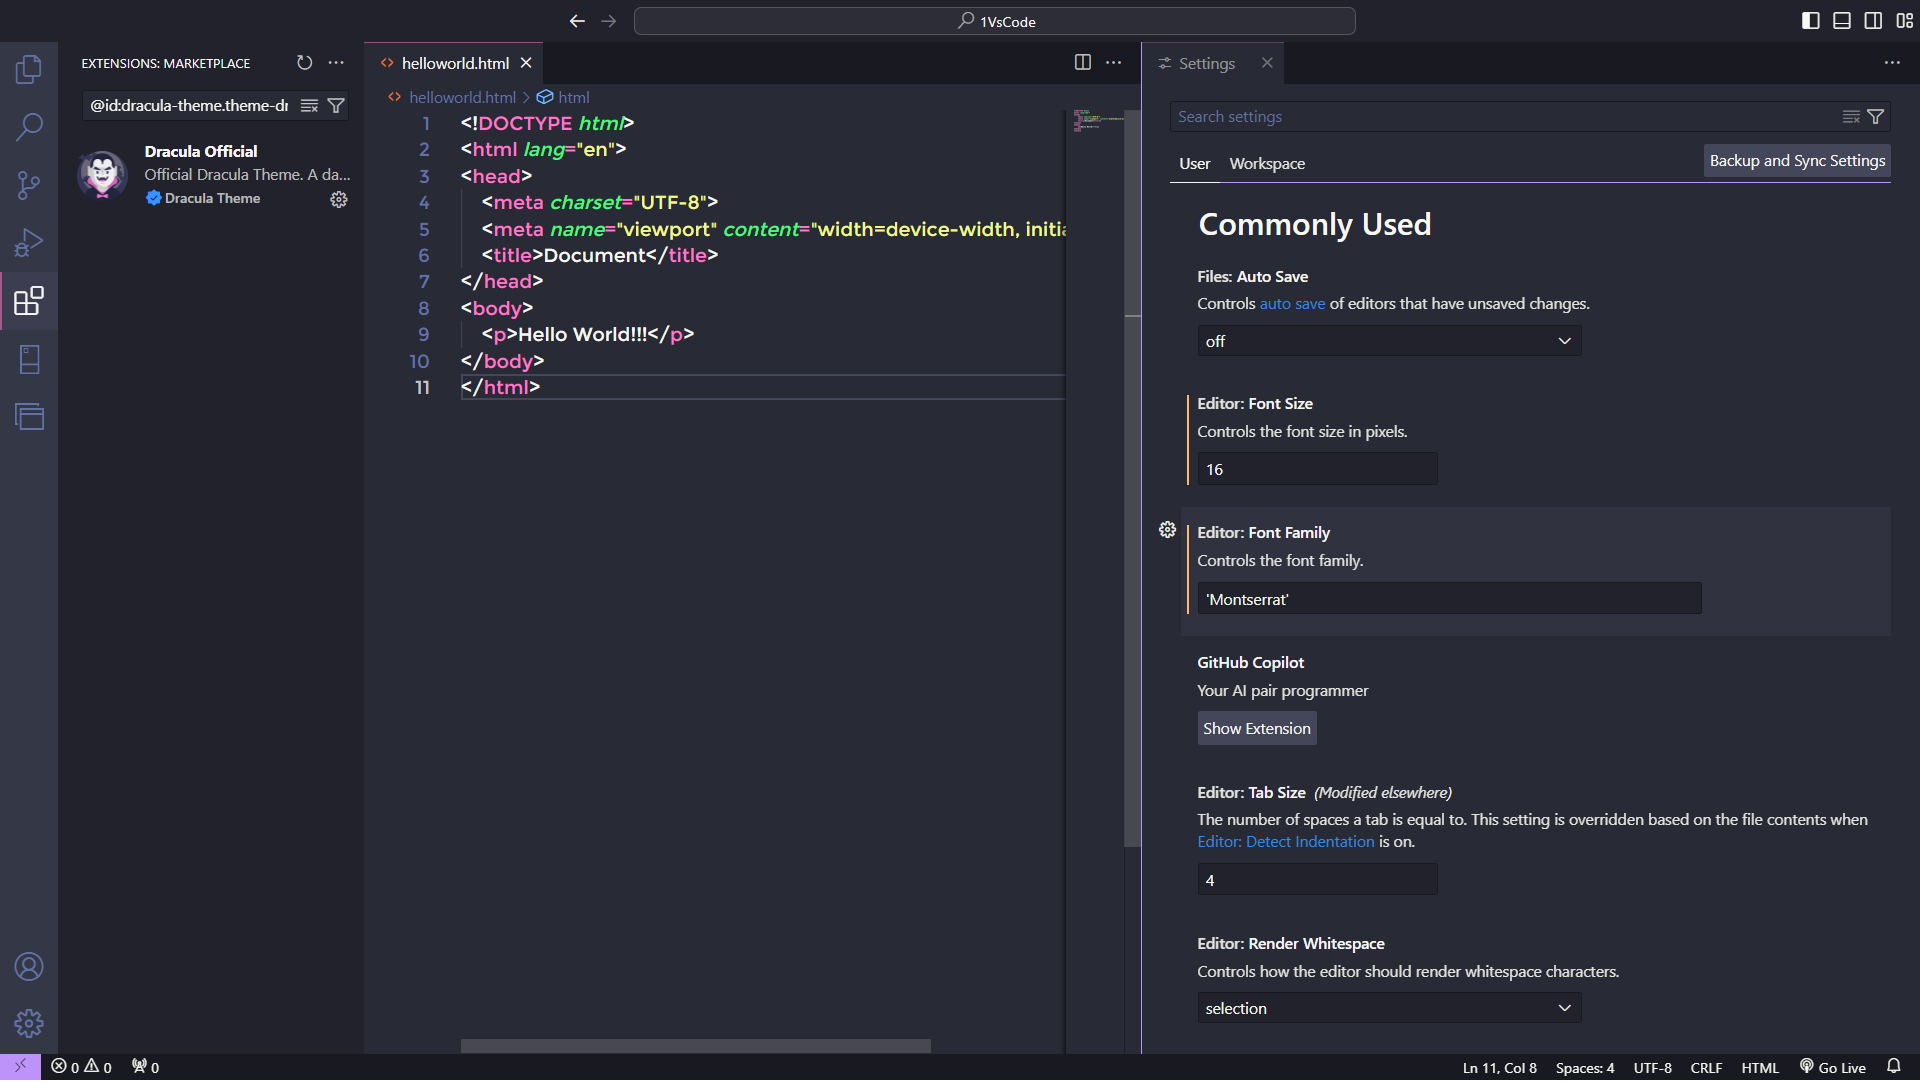 1VsCode
EXTENSIONS: MARKETPLACE
@id:dracula-theme.theme-dr
Dracula Official
Official Dracula Theme. A da...
Dracula Theme
helloworld.html
helloworld.html > html
1 <!DOCTYPE html>
2 <html lang="en">
3 <head>
4 <meta charset="UTF-8">
5 <meta name="viewport" content="width=device-width, initia
6 <title>Document</title>
7 </head>
8 <body>
9 <p>Hello World!!!</p>
10 </body>
11 </html>
Settings
Search settings
User Workspace
Backup and Sync Settings
Commonly Used
Files: Auto Save
Controls auto save of editors that have unsaved changes.
off
Editor: Font Size
Controls the font size in pixels.
16
Editor: Font Family
Controls the font family.
'Montserrat'
GitHub Copilot
Your AI pair programmer
Show Extension
Editor: Tab Size (Modified elsewhere)
The number of spaces a tab is equal to. This setting is overridden based on the file contents when
Editor: Detect Indentation is on.
4
Editor: Render Whitespace
Controls how the editor should render whitespace characters.
selection
0 0 0
Ln 11, Col 8 Spaces: 4 UTF-8 CRLF HTML Go Live